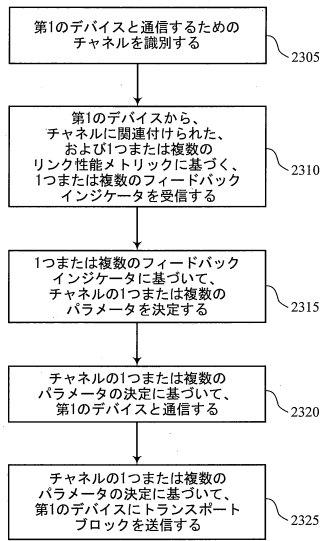 第1のデバイスと通信するための
チャネルを識別する
2305
第1のデバイスから、
チャネルに関連付けられた、
および1つまたは複数の
リンク性能メトリックに基づく、
1つまたは複数のフィードバック
インジケータを受信する
2310
1つまたは複数のフィードバック
インジケータに基づいて、
チャネルの1つまたは複数の
パラメータを決定する
2315
チャネルの1つまたは複数の
パラメータの決定に基づいて、
第1のデバイスと通信する
2320
チャネルの1つまたは複数の
パラメータの決定に基づいて、
第1のデバイスにトランスポート
ブロックを送信する
2325